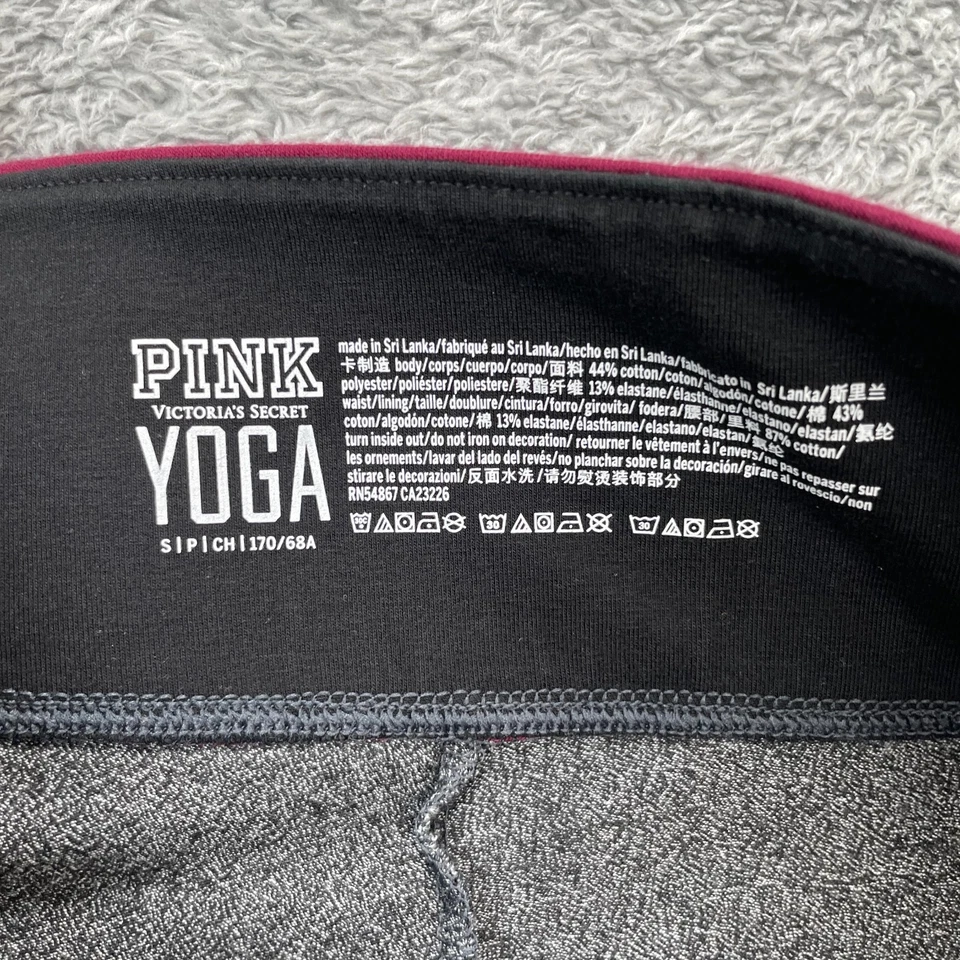 PINK
VICTORIA'S SECRET
YOGA
S | P | CH | 170/68A
made in Sri Lanka/fabriqué au Sri Lanka/hecho en Sri Lanka/fabbricato in Sri Lanka/斯里兰
卡制造 body/corps/cuerpo/corpo/面料 44% cotton/coton/algodón/cotone/棉 43%
polyester/poliéster/poliestere/聚酯纤维 13% elastane/élasthanne/elastano/elastan/氨纶
waist/lining/taille/doublure/cintura/forro/girovita/ fodera/腰部/里料 87% cotton/
coton/algodón/cotone/棉 13% elastane/élasthanne/elastano/elastan/氨纶
turn inside out/do not iron on decoration/ retourner le vêtement à l'envers/ne pas repasser sur
les ornements/lavar del lado del revés/no planchar sobre la decoración/girare al rovescio/non
stirare le decorazioni/反面水洗/请勿熨烫装饰部分
RN54867 CA23226
30 30